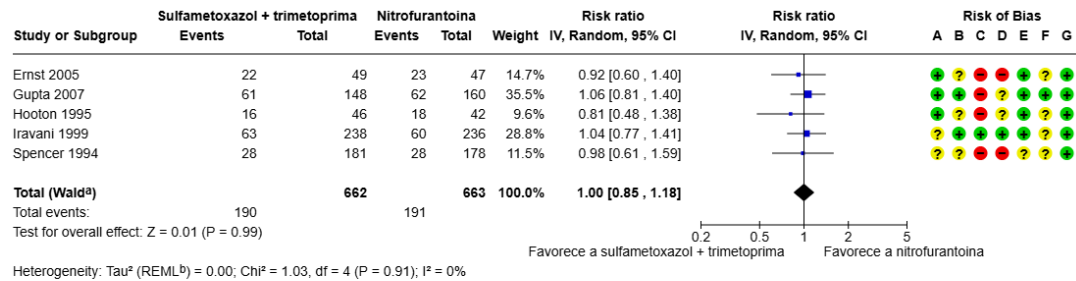 Sulfametoxazol + trimetoprima Nitrofurantoina Risk ratio Risk ratio Risk of Bias
Study or Subgroup Events Total Events Total Weight IV, Random, 95% CI IV, Random, 95% CI A B C D E F G
Ernst 2005 22 49 23 47 14.7% 0.92 [0.60 , 1.40] + ? − − + ? +
Gupta 2007 61 148 62 160 35.5% 1.06 [0.81 , 1.40] + + − ? + + +
Hooton 1995 16 46 18 42 9.6% 0.81 [0.48 , 1.38] + ? − ? + ? +
Iravani 1999 63 238 60 236 28.8% 1.04 [0.77 , 1.41] ? + + + + ? +
Spencer 1994 28 181 28 178 11.5% 0.98 [0.61 , 1.59] ? ? − − ? ? +
Total (Waldᵃ) 662 663 100.0% 1.00 [0.85 , 1.18]
Total events: 190 191
Test for overall effect: Z = 0.01 (P = 0.99)
0.2 0.5 1 2 5
Favorece a sulfametoxazol + trimetoprima Favorece a nitrofurantoina
Heterogeneity: Tau² (REMLᵇ) = 0.00; Chi² = 1.03, df = 4 (P = 0.91); I² = 0%